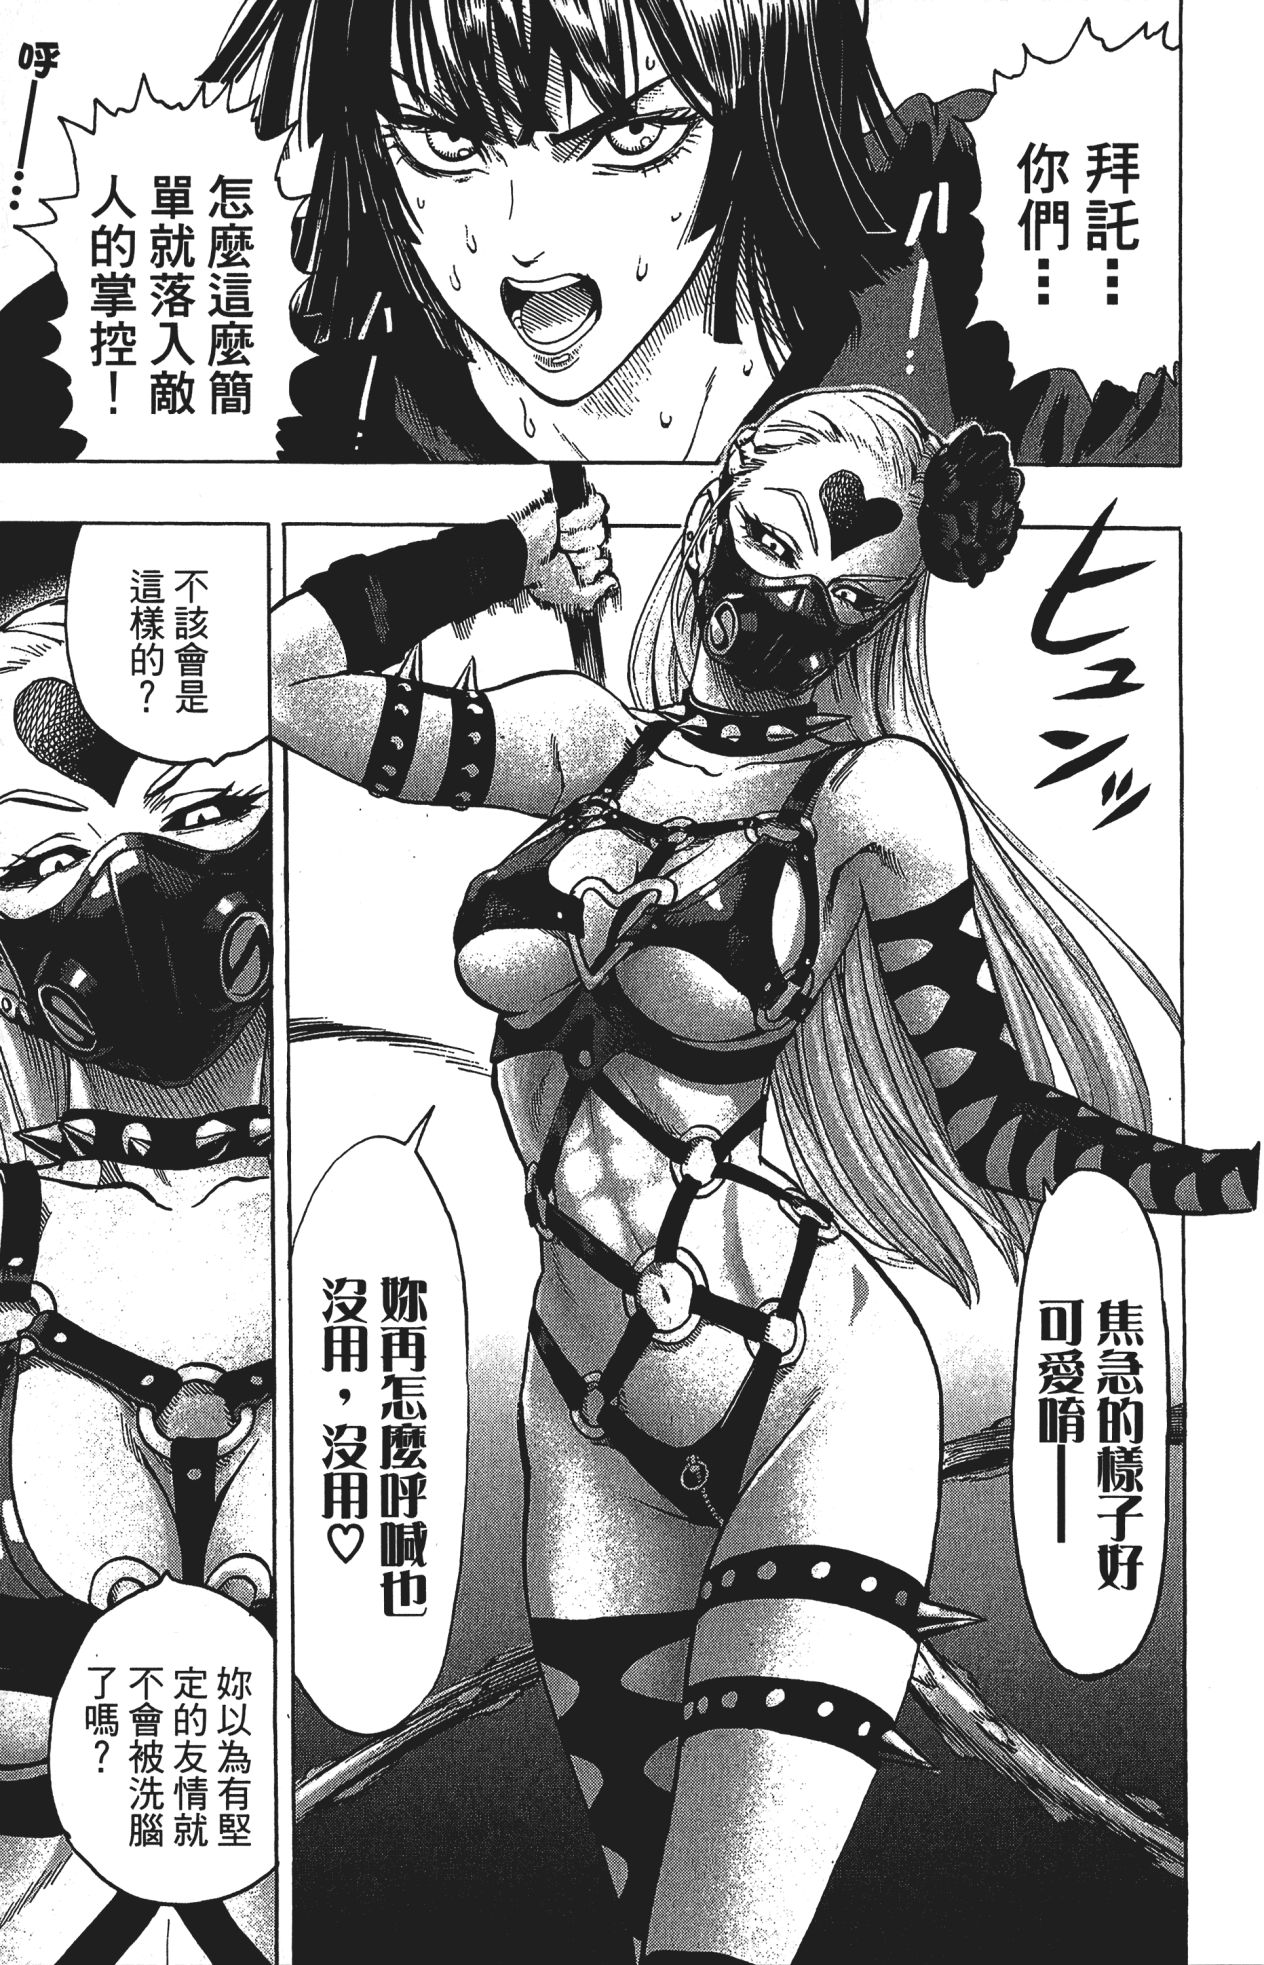 拜託⋯
你們⋯
怎麼這麼簡
單就落入敵
人的掌控！
呼——⋯
ヒュンッ
焦急的樣子好
可愛唷——
妳再怎麼呼喊也
沒用，沒用♡
不該會是
這樣的？
妳以為有堅
定的友情就
不會被洗腦
了嗎？